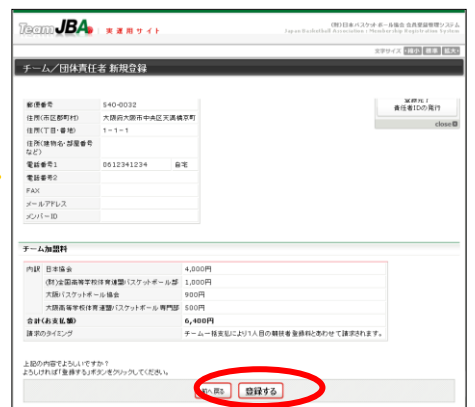 Team JBA 実運用サイト
(財)日本バスケットボール協会 会員登録管理システム
Japan Basketball Association : Membership Registration System
文字サイズ 縮小 標準 拡大
チーム/団体責任者 新規登録
登録完了
責任者IDの発行
close
郵便番号 540-0032
住所(市区郡町村) 大阪府大阪市中央区天満橋京町
住所(丁目・番地) 1-1-1
住所(建物名・部屋番号など)
電話番号1 0612341234 自宅
電話番号2
FAX
メールアドレス
メンバーID
チーム加盟料
内訳 日本協会 4,000円
(財)全国高等学校体育連盟バスケットボール部 1,000円
大阪バスケットボール協会 900円
大阪高等学校体育連盟バスケットボール専門部 500円
合計(お支払額) 6,400円
請求のタイミング チーム一括支払により1人目の競技者登録料とあわせて請求されます。
上記の内容でよろしいですか?
よろしければ「登録する」ボタンをクリックしてください。
前へ戻る 登録する